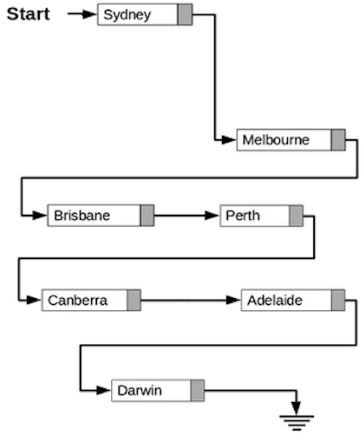 Start
Sydney
Melbourne
Brisbane
Perth
Canberra
Adelaide
Darwin